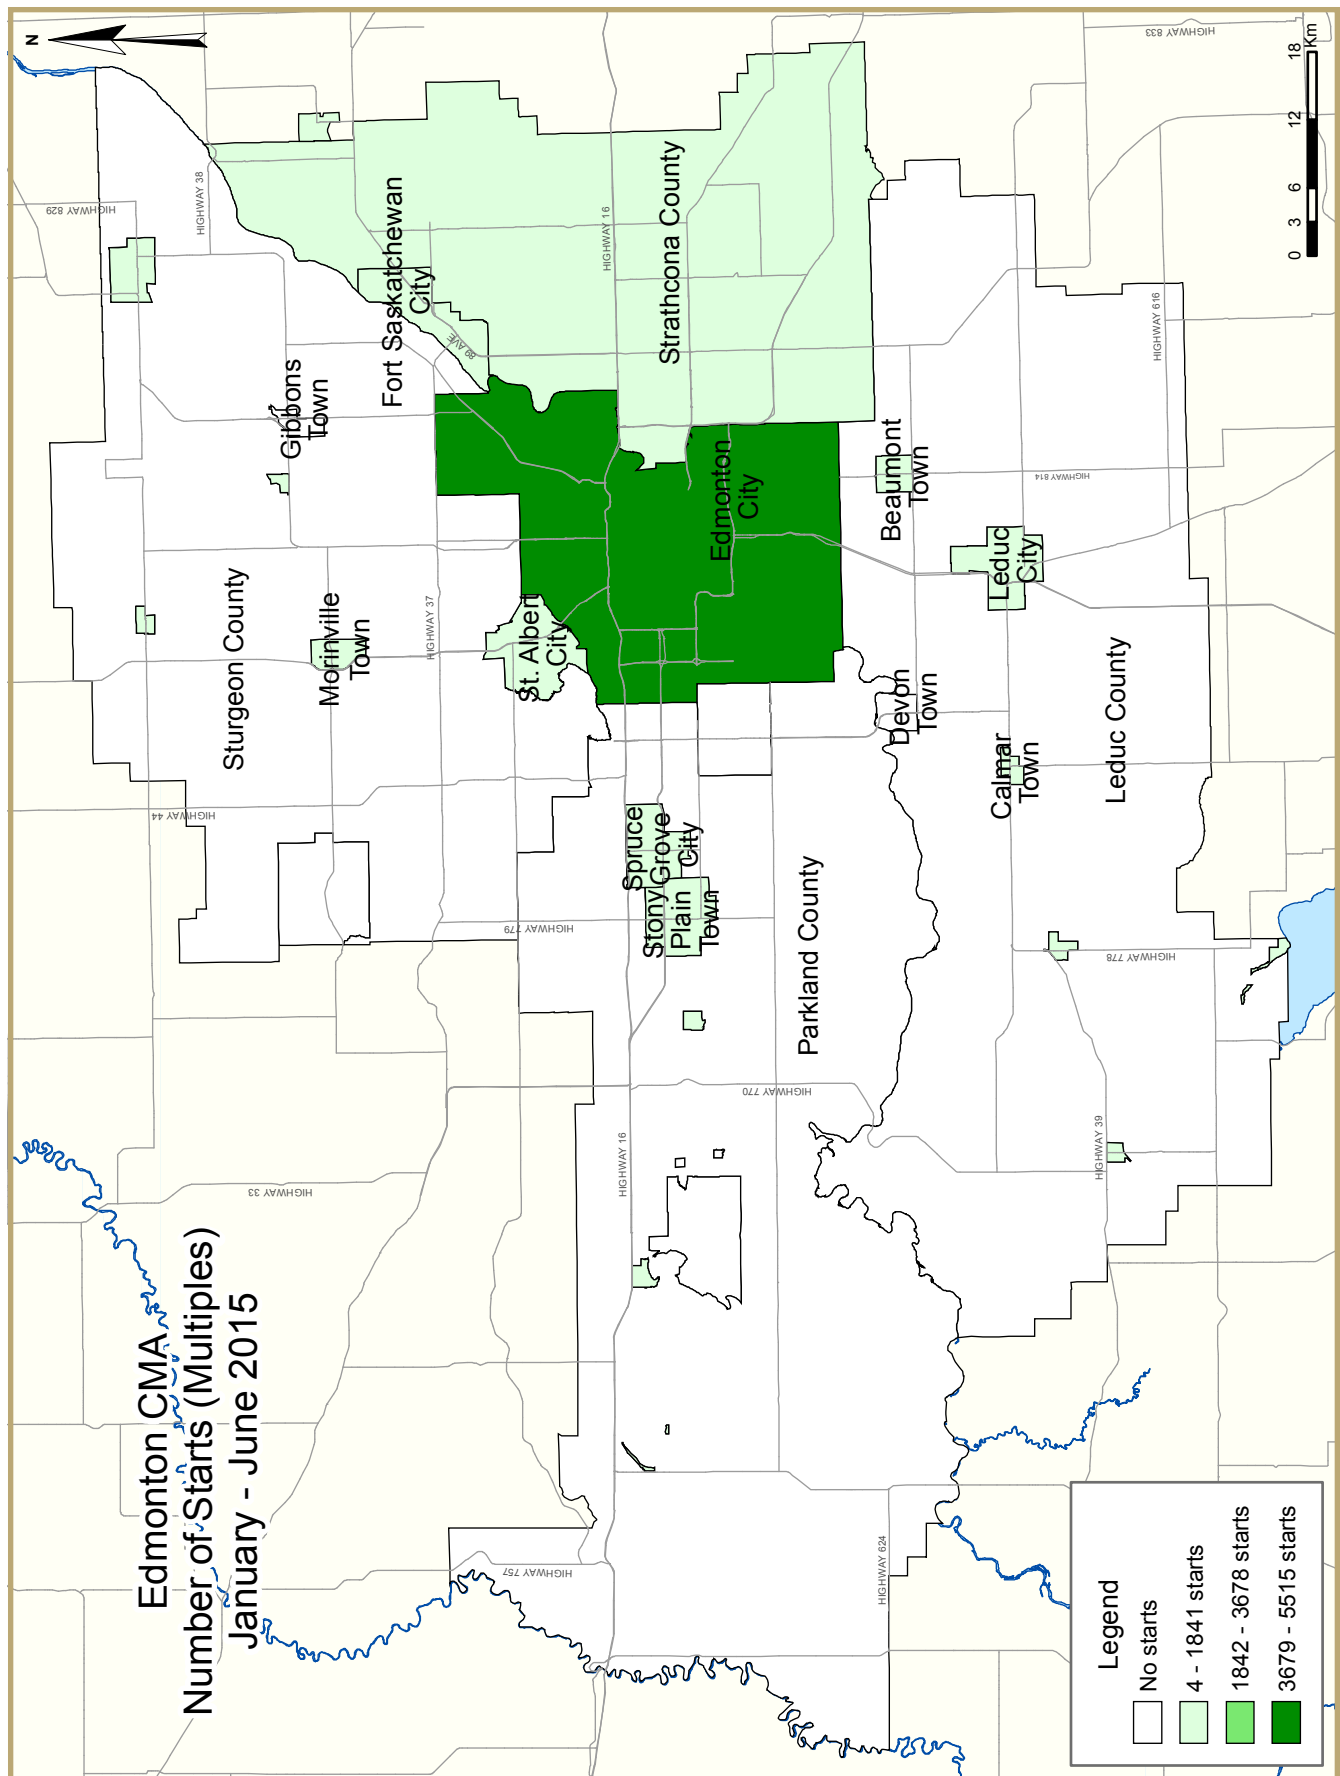 Edmonton CMA
Number of Starts (Multiples)
January - June 2015
N
HIGHWAY 757
HIGHWAY 33
HIGHWAY 44
HIGHWAY 829
HIGHWAY 38
HIGHWAY 833
Sturgeon County
Morinville
Town
Gibbons
Town
Fort Saskatchewan
City
HIGHWAY 37
89 AVE
St. Albert
City
HIGHWAY 779
HIGHWAY 16
HIGHWAY 16
Spruce
Grove
City
Stony
Plain
Town
Strathcona County
Edmonton
City
HIGHWAY 770
Parkland County
HIGHWAY 624
Devon
Town
Beaumont
Town
Calmar
Town
Leduc
City
HIGHWAY 814
HIGHWAY 39
HIGHWAY 778
Leduc County
HIGHWAY 616
Legend
No starts
4 - 1841 starts
1842 - 3678 starts
3679 - 5515 starts
0 3 6 12 18
Km